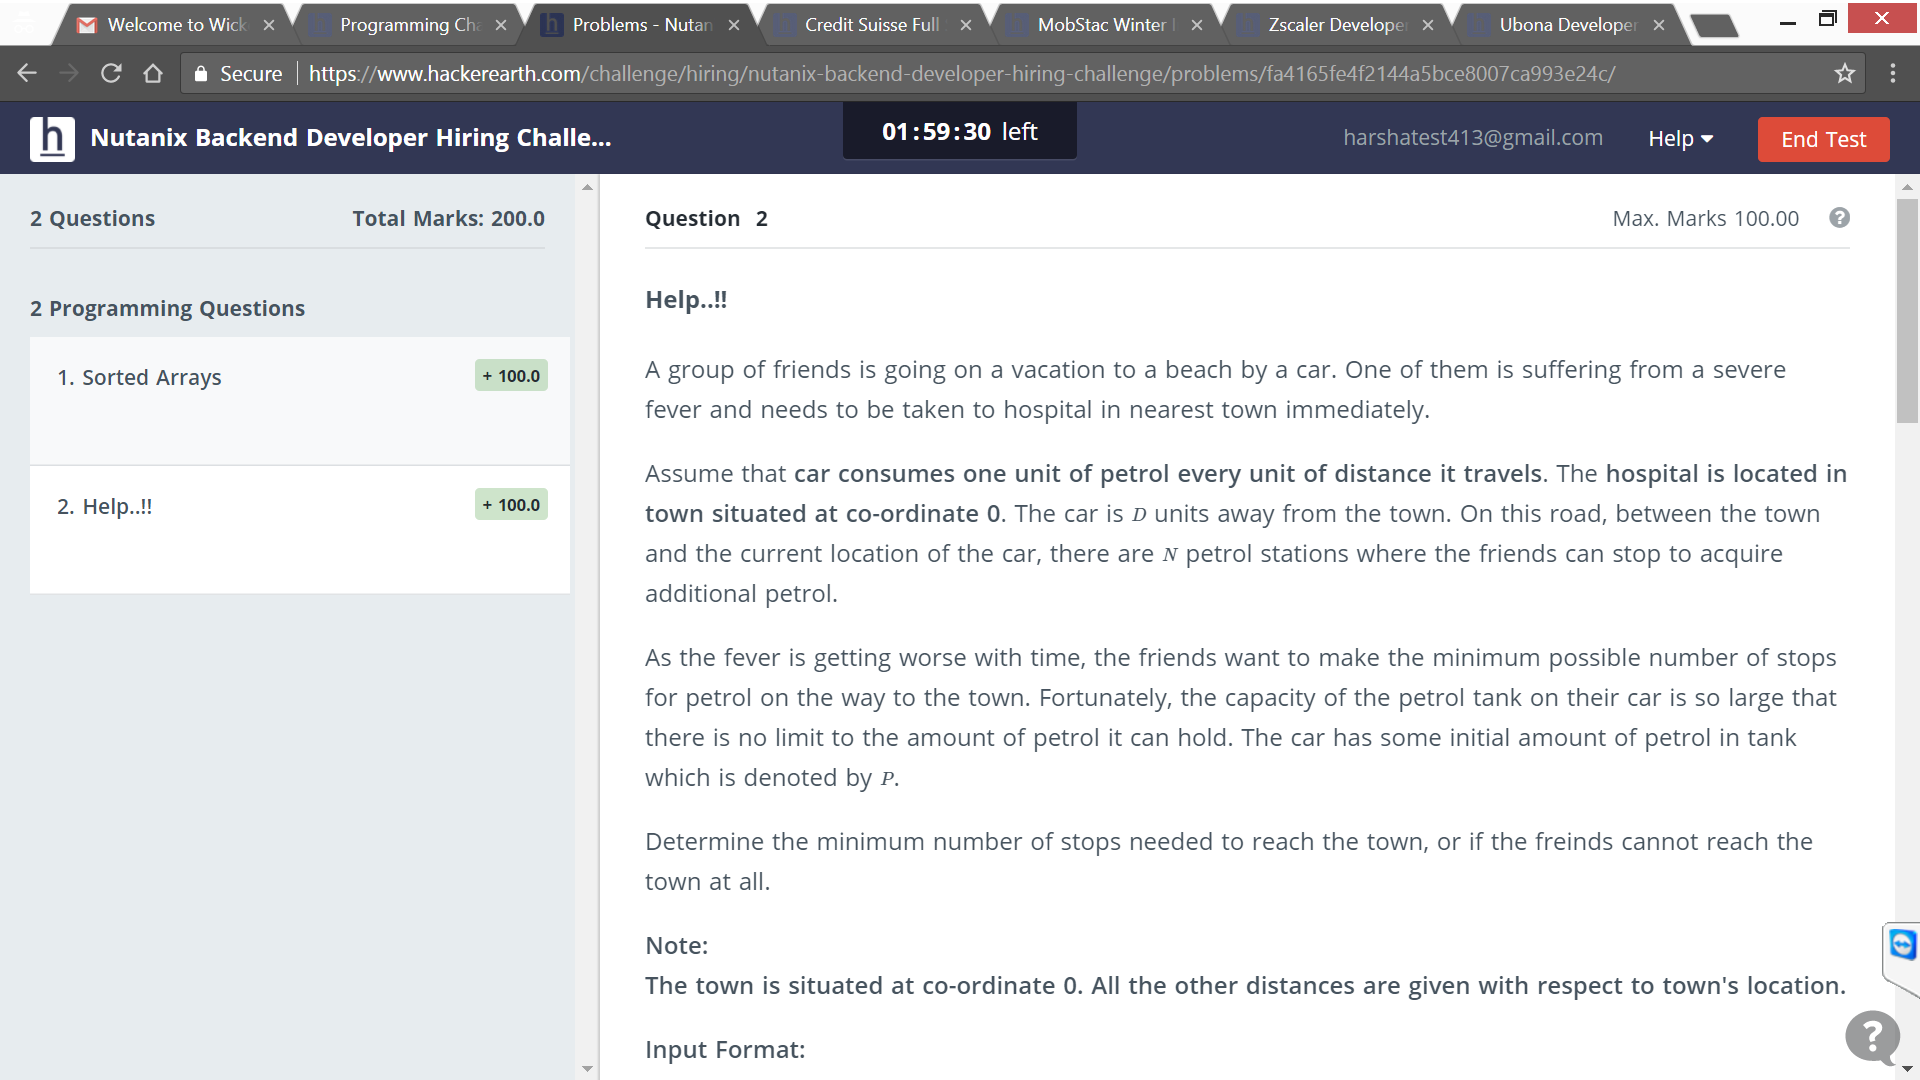 Welcome to Wick
Programming Cha
Problems - Nutan
Credit Suisse Full
MobStac Winter
Zscaler Develope
Ubona Developer
Secure
https://www.hackerearth.com/challenge/hiring/nutanix-backend-developer-hiring-challenge/problems/fa4165fe4f2144a5bce8007ca993e24c/
h Nutanix Backend Developer Hiring Challe...
01:59:30 left
harshatest413@gmail.com
Help
End Test
2 Questions
Total Marks: 200.0
2 Programming Questions
1. Sorted Arrays
+ 100.0
2. Help..!!
+ 100.0
Question 2
Max. Marks 100.00
?
Help..!!
A group of friends is going on a vacation to a beach by a car. One of them is suffering from a severe
fever and needs to be taken to hospital in nearest town immediately.
Assume that car consumes one unit of petrol every unit of distance it travels. The hospital is located in
town situated at co-ordinate 0. The car is D units away from the town. On this road, between the town
and the current location of the car, there are N petrol stations where the friends can stop to acquire
additional petrol.
As the fever is getting worse with time, the friends want to make the minimum possible number of stops
for petrol on the way to the town. Fortunately, the capacity of the petrol tank on their car is so large that
there is no limit to the amount of petrol it can hold. The car has some initial amount of petrol in tank
which is denoted by P.
Determine the minimum number of stops needed to reach the town, or if the freinds cannot reach the
town at all.
Note:
The town is situated at co-ordinate 0. All the other distances are given with respect to town's location.
Input Format:
?